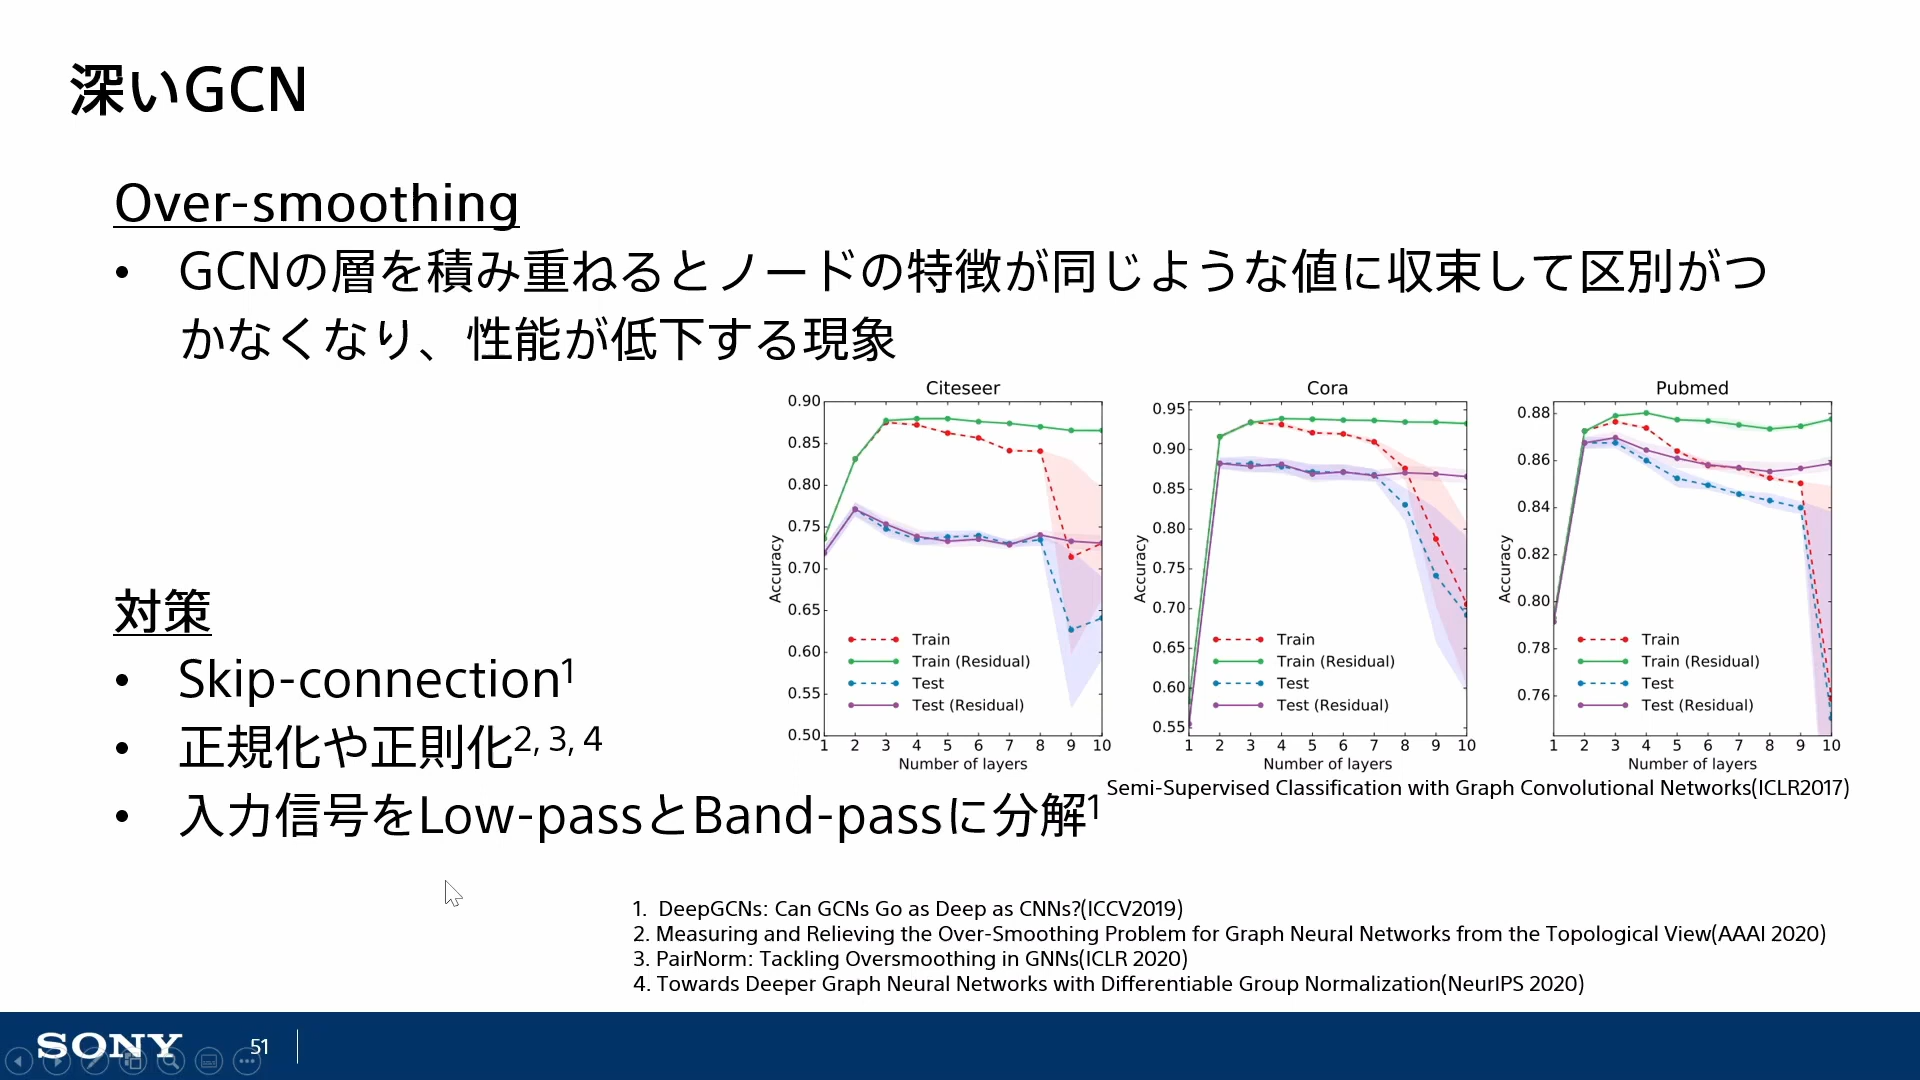 深いGCN
Over-smoothing
• GCNの層を積み重ねるとノードの特徴が同じような値に収束して区別がつ
かなくなり、性能が低下する現象
Citeseer
0.90
0.85
0.80
0.75
0.70
0.65
0.60
0.55
0.50
Accuracy
Train
Train (Residual)
Test
Test (Residual)
1 2 3 4 5 6 7 8 9 10
Number of layers
Cora
0.95
0.90
0.85
0.80
0.75
0.70
0.65
0.60
0.55
Accuracy
Train
Train (Residual)
Test
Test (Residual)
1 2 3 4 5 6 7 8 9 10
Number of layers
Pubmed
0.88
0.86
0.84
0.82
0.80
0.78
0.76
Accuracy
Train
Train (Residual)
Test
Test (Residual)
1 2 3 4 5 6 7 8 9 10
Number of layers
Semi-Supervised Classification with Graph Convolutional Networks(ICLR2017)
対策
• Skip-connection1
• 正規化や正則化2, 3, 4
• 入力信号をLow-passとBand-passに分解1
1. DeepGCNs: Can GCNs Go as Deep as CNNs?(ICCV2019)
2. Measuring and Relieving the Over-Smoothing Problem for Graph Neural Networks from the Topological View(AAAI 2020)
3. PairNorm: Tackling Oversmoothing in GNNs(ICLR 2020)
4. Towards Deeper Graph Neural Networks with Differentiable Group Normalization(NeurIPS 2020)
SONY
51